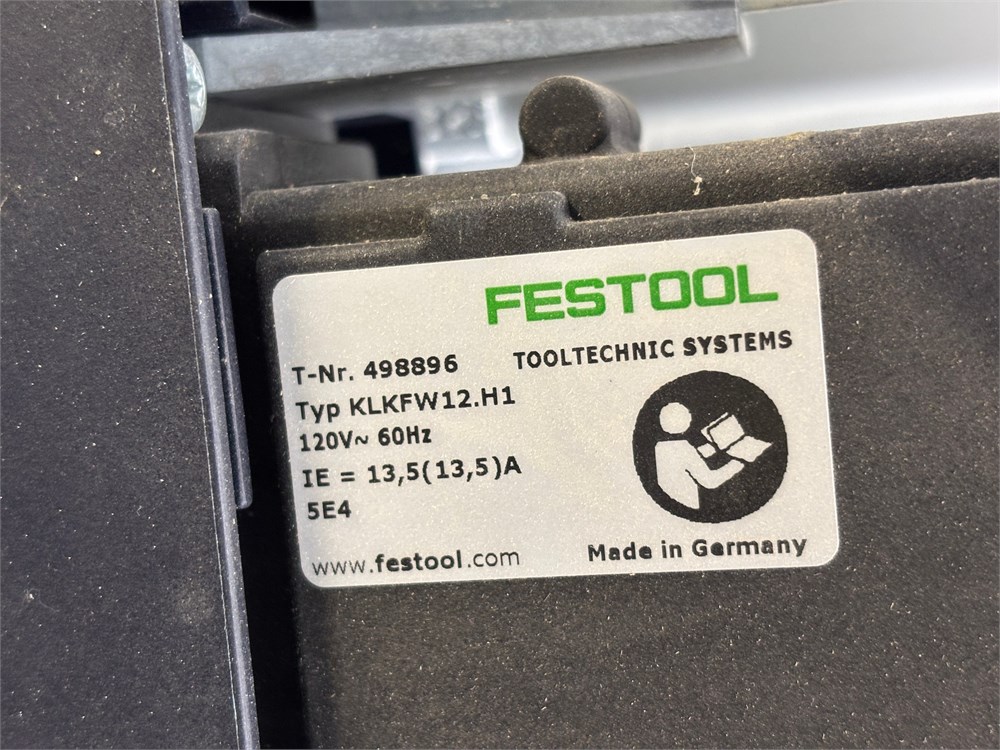 FESTOOL
TOOLTECHNIC SYSTEMS
T-Nr. 498896
Typ KLKFW12.H1
120V~ 60Hz
IE = 13,5(13,5)A
5E4
www.festool.com
Made in Germany